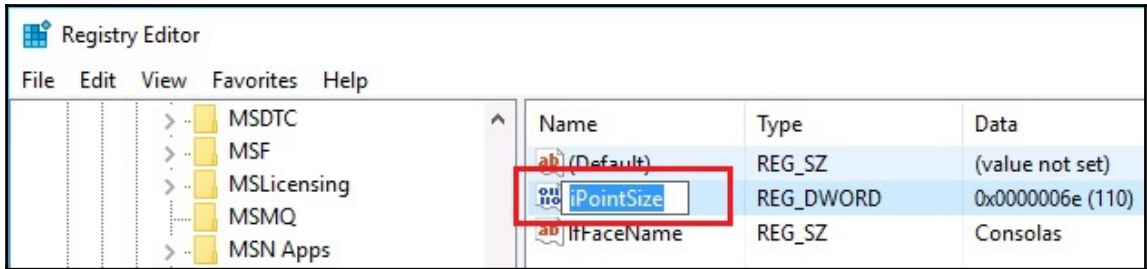 Registry Editor
File Edit View Favorites Help
MSDTC
MSF
MSLicensing
MSMQ
MSN Apps
Name Type Data
(Default) REG_SZ (value not set)
iPointSize REG_DWORD 0x0000006e (110)
lfFaceName REG_SZ Consolas